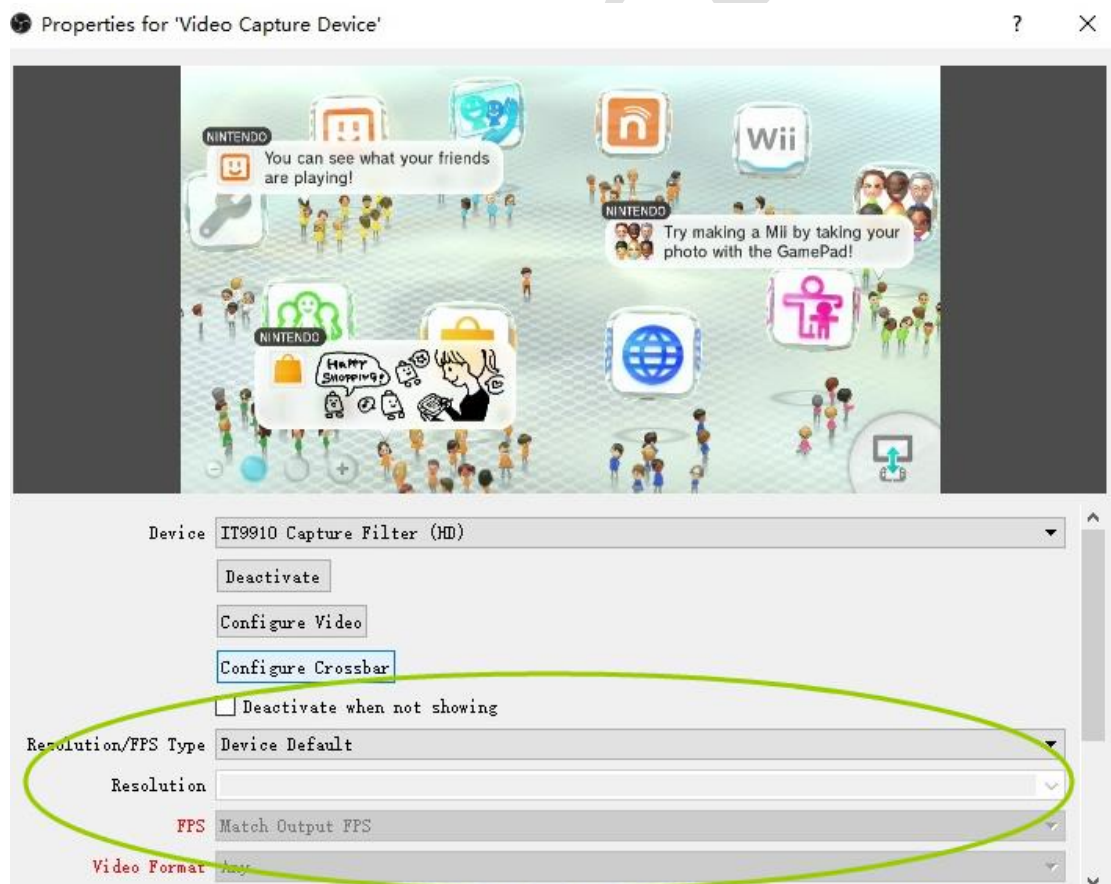 Properties for 'Video Capture Device'
?
NINTENDO
You can see what your friends
are playing!
Wii
NINTENDO
Try making a Mii by taking your
photo with the GamePad!
NINTENDO
HAPPY
SHOPPING!
Device IT9910 Capture Filter (HD)
Deactivate
Configure Video
Configure Crossbar
Deactivate when not showing
Resolution/FPS Type Device Default
Resolution
FPS Match Output FPS
Video Format Any